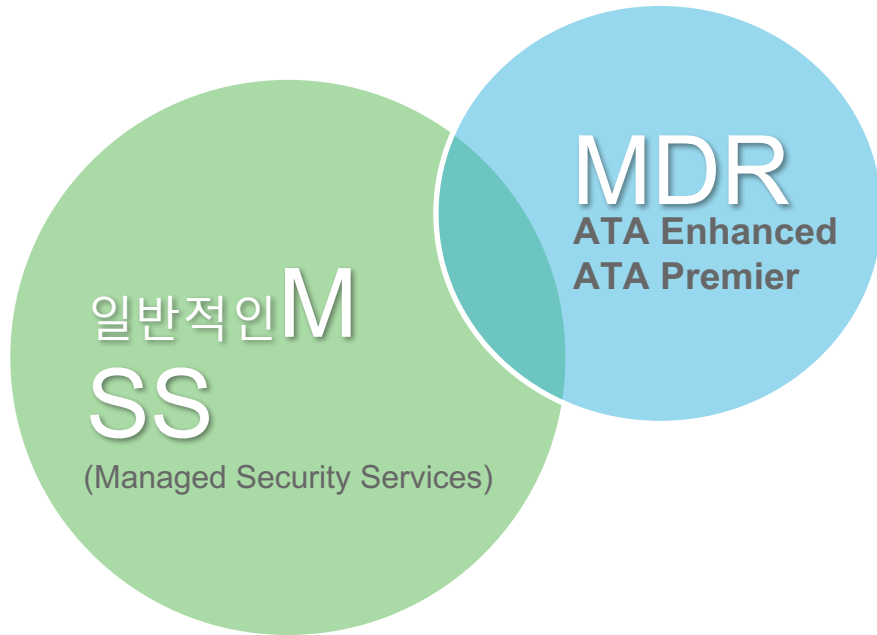 MDR
ATA Enhanced
ATA Premier
일반적인M
SS
(Managed Security Services)